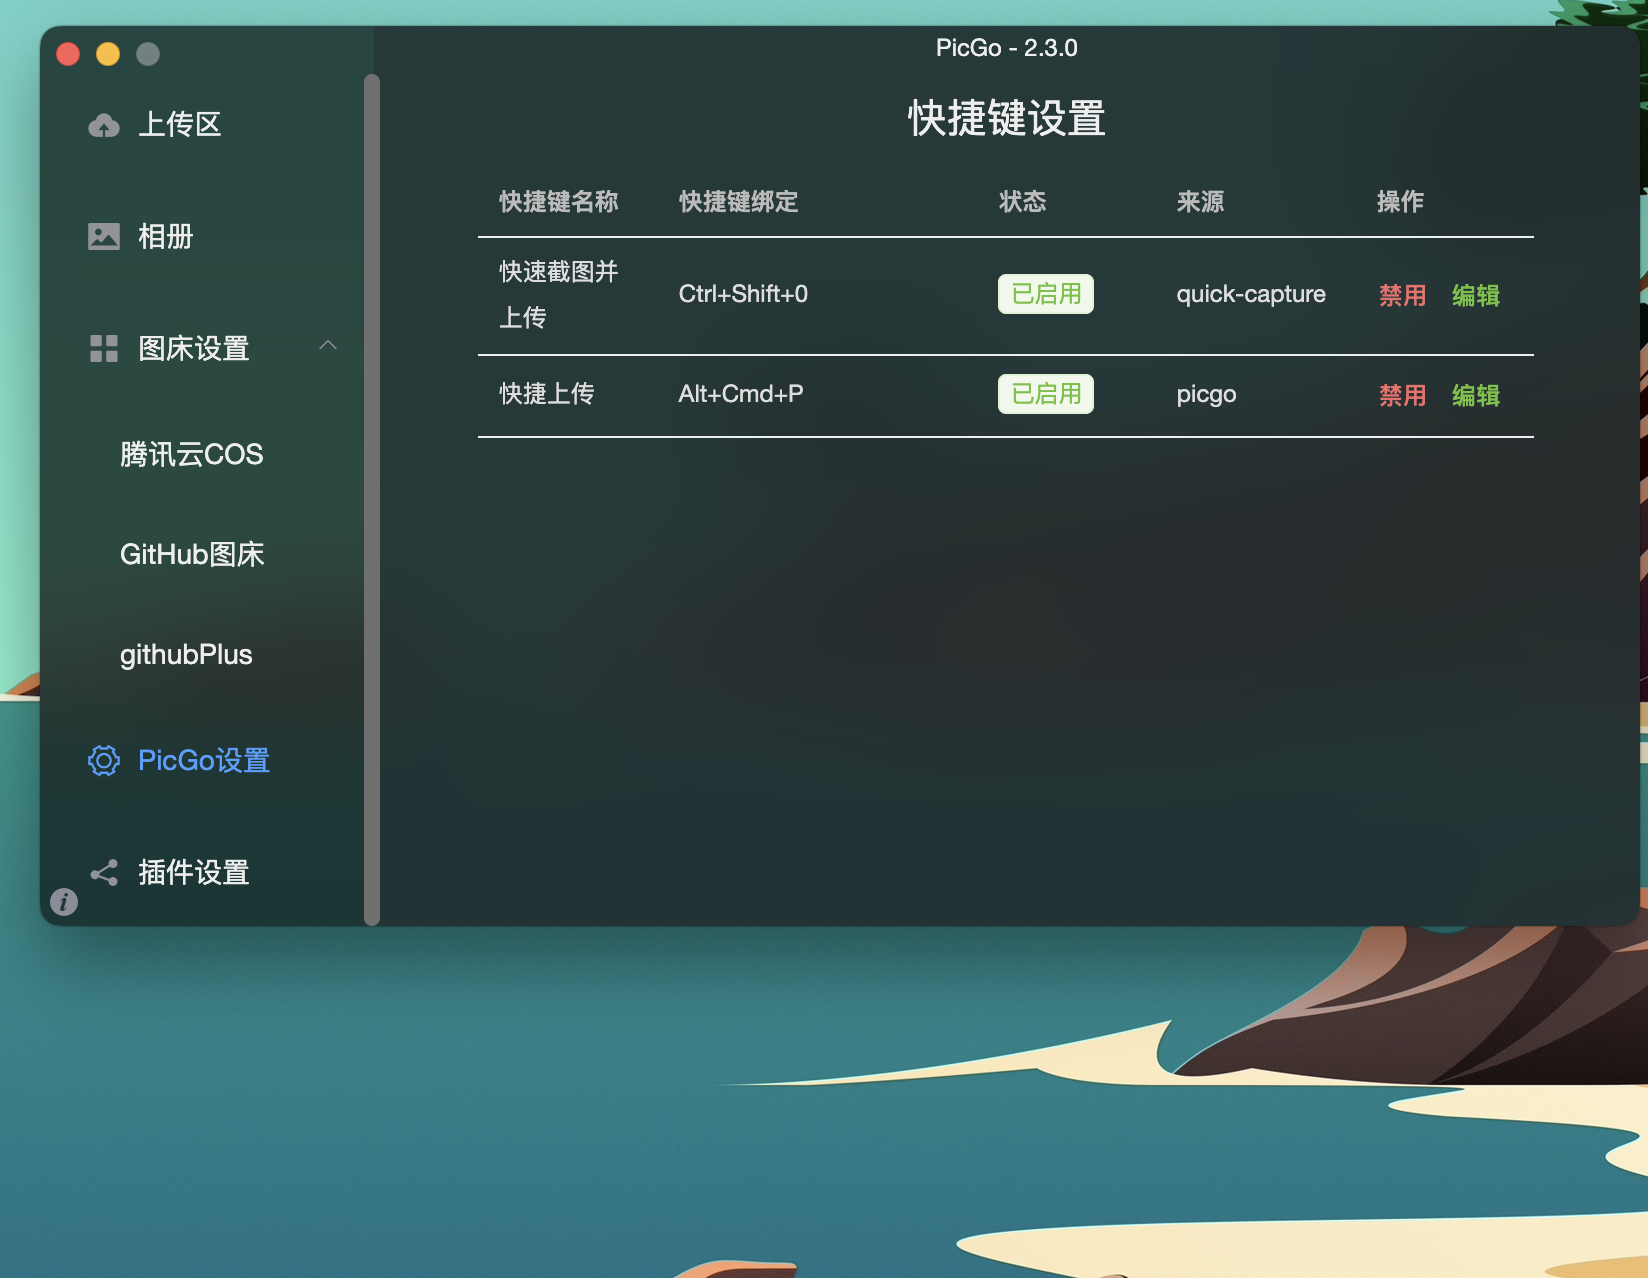 PicGo - 2.3.0
上传区
相册
图床设置
腾讯云COS
GitHub图床
githubPlus
PicGo设置
插件设置
快捷键设置
快捷键名称 快捷键绑定 状态 来源 操作
快速截图并
上传
Ctrl+Shift+0 已启用 quick-capture 禁用 编辑
快捷上传 Alt+Cmd+P 已启用 picgo 禁用 编辑